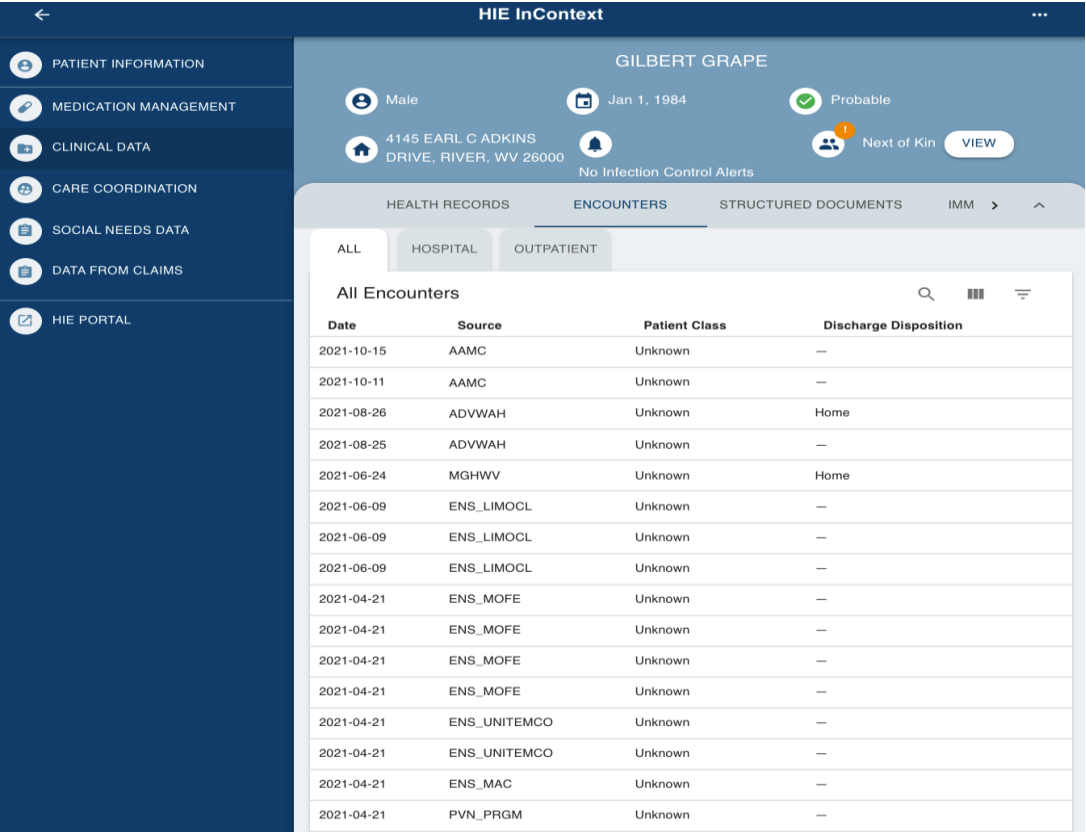 HIE InContext
PATIENT INFORMATION
MEDICATION MANAGEMENT
CLINICAL DATA
CARE COORDINATION
SOCIAL NEEDS DATA
DATA FROM CLAIMS
HIE PORTAL
GILBERT GRAPE
Male
Jan 1, 1984
Probable
4145 EARL C ADKINS
DRIVE, RIVER, WV 26000
No Infection Control Alerts
!
Next of Kin
VIEW
HEALTH RECORDS ENCOUNTERS STRUCTURED DOCUMENTS IMM
ALL HOSPITAL OUTPATIENT
All Encounters
Date Source Patient Class Discharge Disposition
2021-10-15 AAMC Unknown —
2021-10-11 AAMC Unknown —
2021-08-26 ADVWAH Unknown Home
2021-08-25 ADVWAH Unknown —
2021-06-24 MGHWV Unknown Home
2021-06-09 ENS_LIMOCL Unknown —
2021-06-09 ENS_LIMOCL Unknown —
2021-06-09 ENS_LIMOCL Unknown —
2021-04-21 ENS_MOFE Unknown —
2021-04-21 ENS_MOFE Unknown —
2021-04-21 ENS_MOFE Unknown —
2021-04-21 ENS_MOFE Unknown —
2021-04-21 ENS_UNITEMCO Unknown —
2021-04-21 ENS_UNITEMCO Unknown —
2021-04-21 ENS_MAC Unknown —
2021-04-21 PVN_PRGM Unknown —